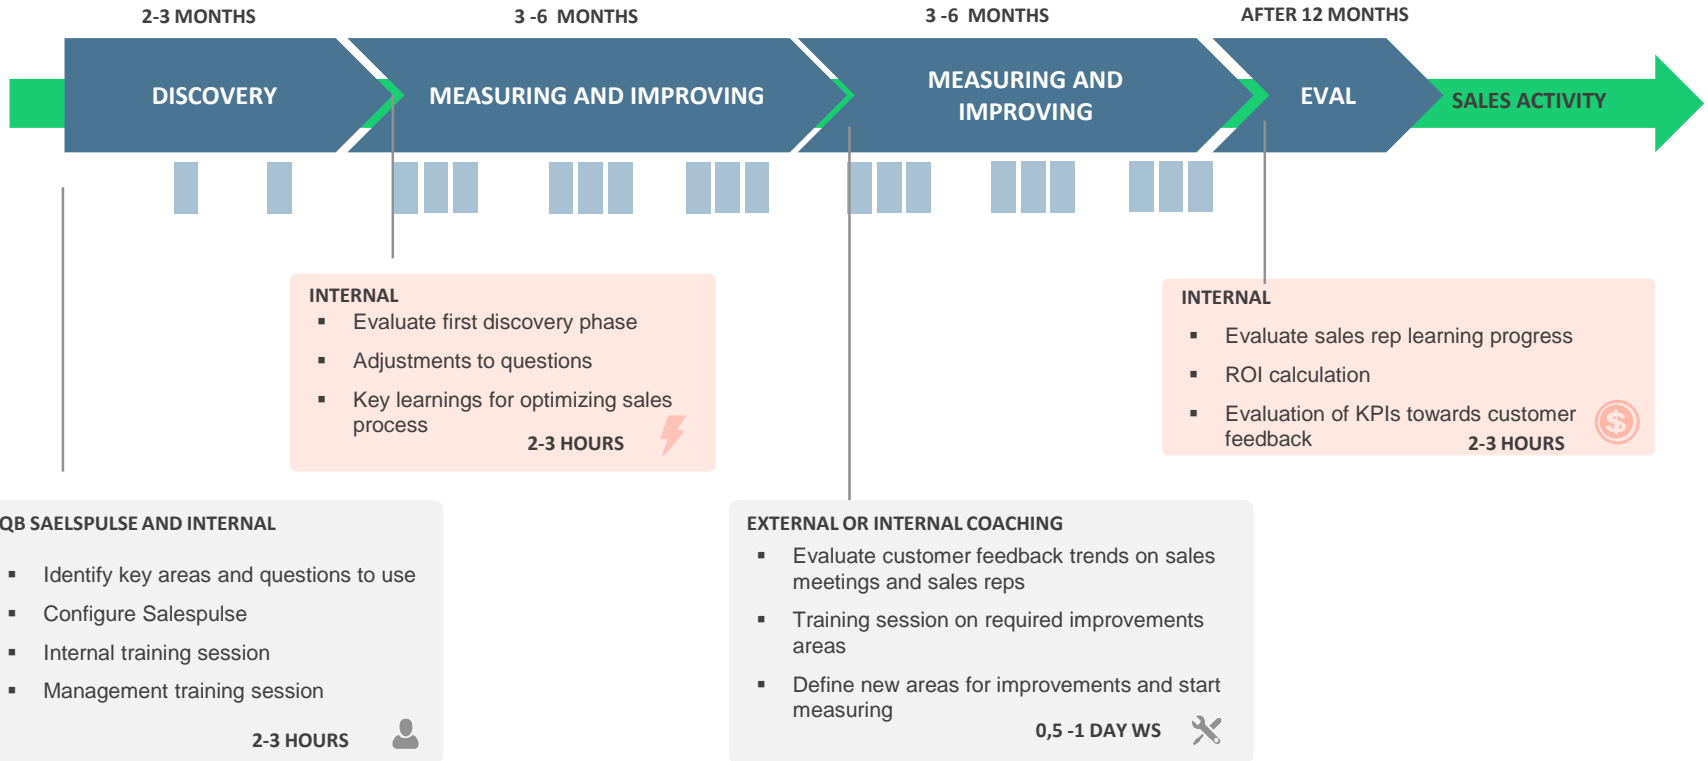 2-3 MONTHS
3 -6 MONTHS
3 -6 MONTHS
AFTER 12 MONTHS
DISCOVERY
MEASURING AND IMPROVING
MEASURING AND
IMPROVING
EVAL
SALES ACTIVITY
INTERNAL
▪ Evaluate first discovery phase
▪ Adjustments to questions
▪ Key learnings for optimizing sales
process
2-3 HOURS
INTERNAL
▪ Evaluate sales rep learning progress
▪ ROI calculation
▪ Evaluation of KPIs towards customer
feedback
2-3 HOURS
QB SAELSPULSE AND INTERNAL
▪ Identify key areas and questions to use
▪ Configure Salespulse
▪ Internal training session
▪ Management training session
2-3 HOURS
EXTERNAL OR INTERNAL COACHING
▪ Evaluate customer feedback trends on sales
meetings and sales reps
▪ Training session on required improvements
areas
▪ Define new areas for improvements and start
measuring
0,5 -1 DAY WS